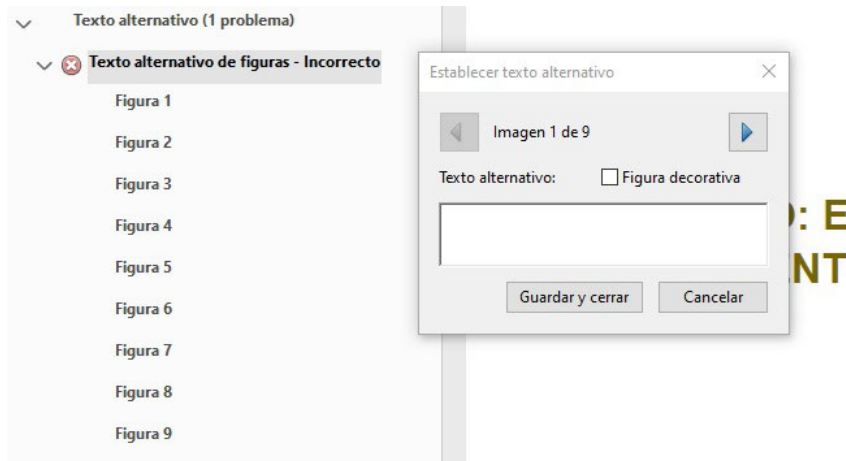 Texto alternativo (1 problema)
Texto alternativo de figuras - Incorrecto
Figura 1
Figura 2
Figura 3
Figura 4
Figura 5
Figura 6
Figura 7
Figura 8
Figura 9
Establecer texto alternativo
Imagen 1 de 9
Texto alternativo:
Figura decorativa
Guardar y cerrar
Cancelar
: E
NT